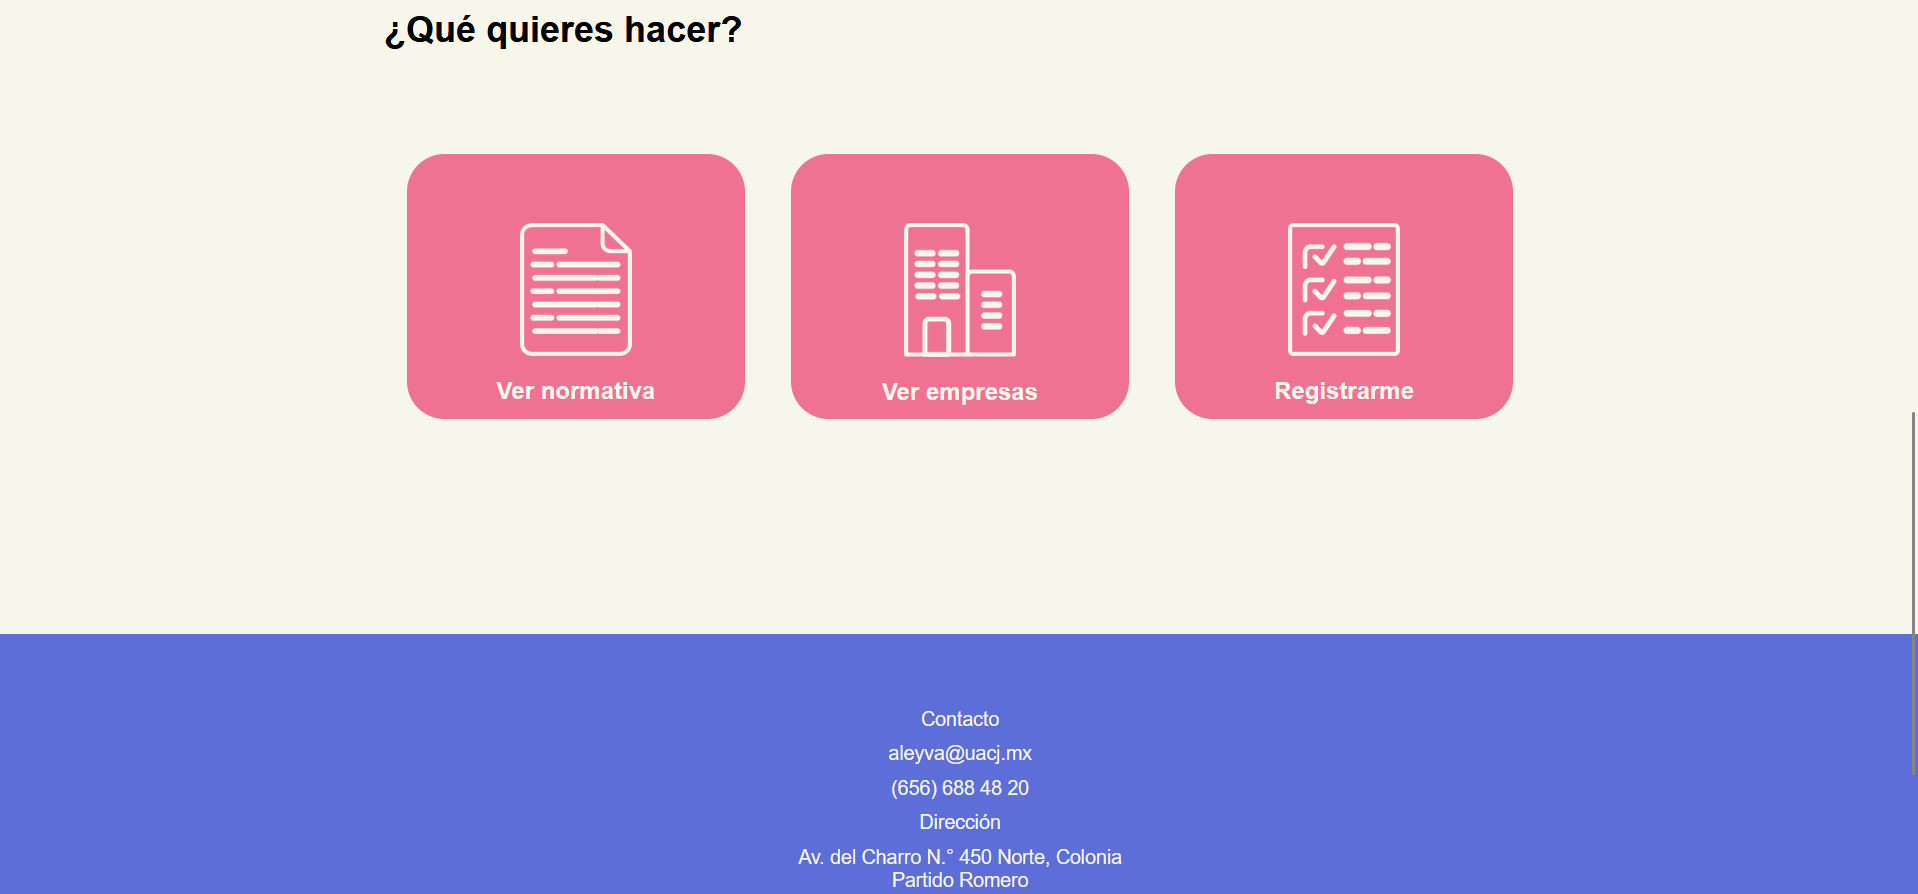 ¿Qué quieres hacer?
Ver normativa
Ver empresas
Registrarme
Contacto
aleyva@uacj.mx
(656) 688 48 20
Dirección
Av. del Charro N.° 450 Norte, Colonia
Partido Romero